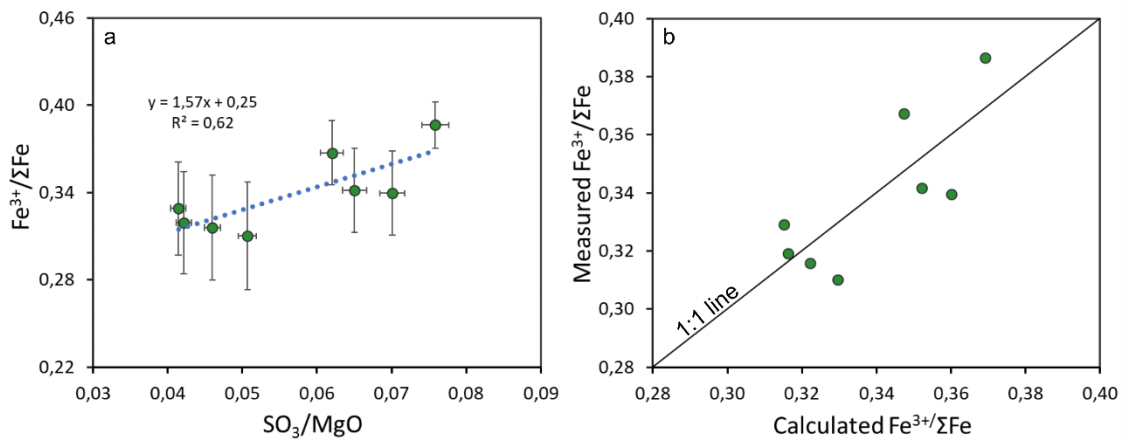 a
y = 1,57x + 0,25
R² = 0,62
Fe³⁺/ΣFe
0,46
0,40
0,34
0,28
0,22
0,03
0,04
0,05
0,06
0,07
0,08
0,09
SO₃/MgO
b
1:1 line
Measured Fe³⁺/ΣFe
0,40
0,38
0,36
0,34
0,32
0,30
0,28
0,28
0,30
0,32
0,34
0,36
0,38
0,40
Calculated Fe³⁺/ΣFe